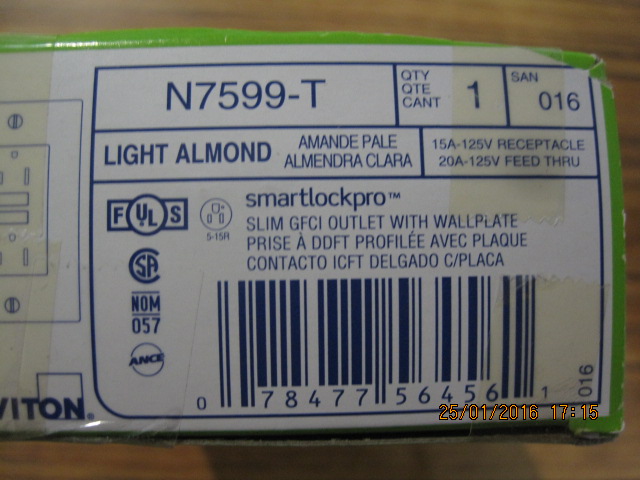 N7599-T
QTY
QTE
CANT
1
SAN
016
LIGHT ALMOND
AMANDE PALE
ALMENDRA CLARA
15A-125V RECEPTACLE
20A-125V FEED THRU
F UL S
5-15R
smartlockpro™
SLIM GFCI OUTLET WITH WALLPLATE
PRISE À DDFT PROFILÉE AVEC PLAQUE
CONTACTO ICFT DELGADO C/PLACA
SA
NOM
057
ANCE
VITON®
0 78477 56456 1
016
25/01/2016 17:15